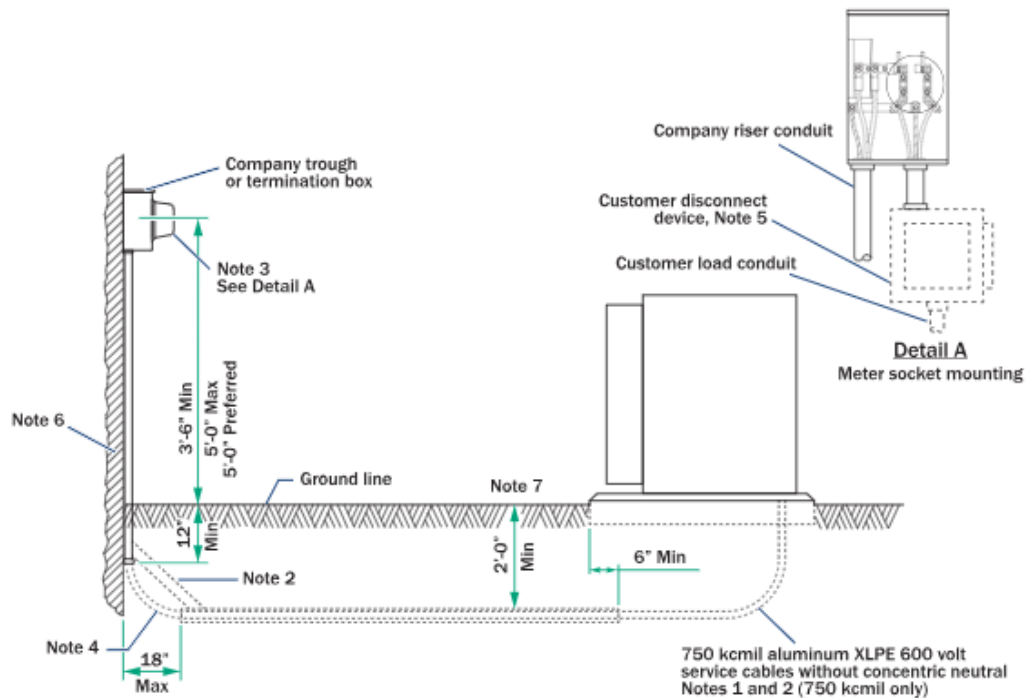 Company riser conduit
Company trough
or termination box
Customer disconnect
device, Note 5
Note 3
See Detail A
Customer load conduit
Detail A
Meter socket mounting
3'-6" Min
5'-0" Max
5'-0" Preferred
Note 6
Ground line
Note 7
12"
Min
2'-0"
Min
6" Min
Note 2
Note 4
18"
Max
750 kcmil aluminum XLPE 600 volt
service cables without concentric neutral
Notes 1 and 2 (750 kcmil only)